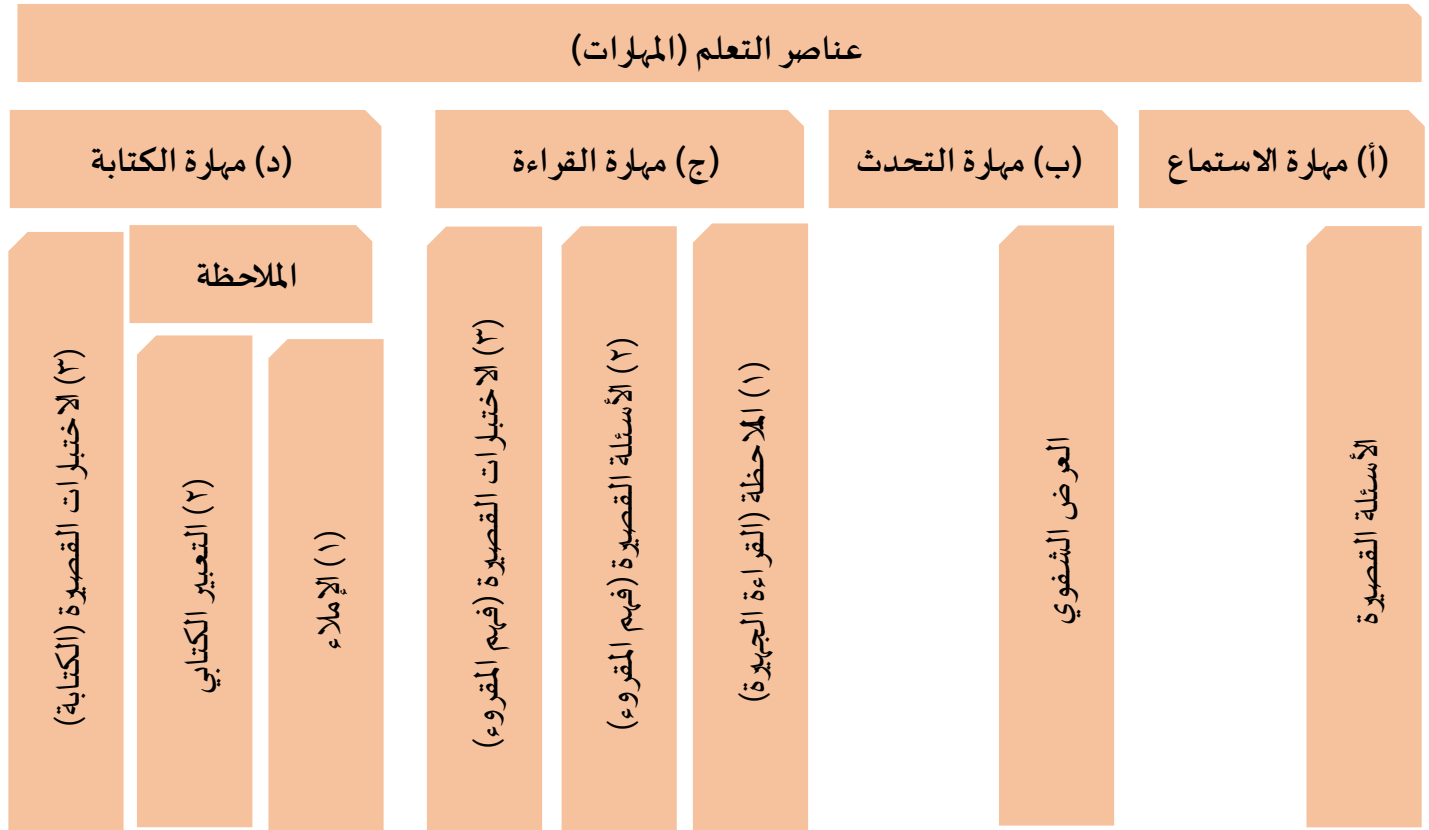 عناصر التعلم (المهارات)
(أ) مهارة الاستماع
(ب) مهارة التحدث
(ج) مهارة القراءة
(د) مهارة الكتابة
الأسئلة القصيرة
العرض الشفوي
(١) الملاحظة (القراءة الجهيرة)
(٢) الأسئلة القصيرة (فهم المقروء)
(٣) الاختبارات القصيرة (فهم المقروء)
الملاحظة
(١) الإملاء
(٢) التعبير الكتابي
(٣) الاختبارات القصيرة (الكتابة)